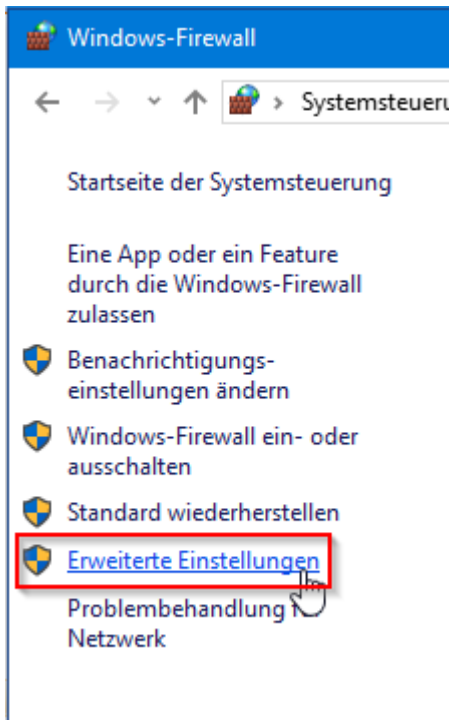 Windows-Firewall
Systemsteueru
Startseite der Systemsteuerung
Eine App oder ein Feature
durch die Windows-Firewall
zulassen
Benachrichtigungs-
einstellungen ändern
Windows-Firewall ein- oder
ausschalten
Standard wiederherstellen
Erweiterte Einstellungen
Problembehandlung
Netzwerk